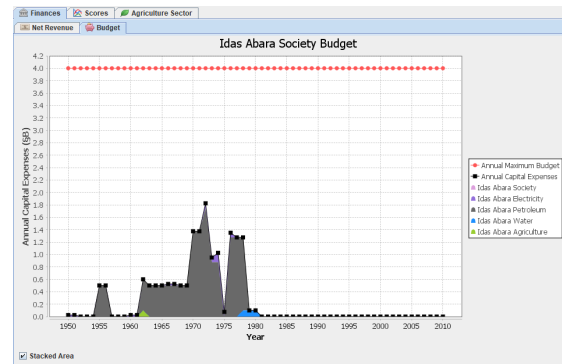 Finances Scores Agriculture Sector
Net Revenue Budget
Idas Abara Society Budget
Annual Capital Expenses (§B)
4.2
4.0
3.8
3.6
3.4
3.2
3.0
2.8
2.6
2.4
2.2
2.0
1.8
1.6
1.4
1.2
1.0
0.8
0.6
0.4
0.2
0.0
1950 1955 1960 1965 1970 1975 1980 1985 1990 1995 2000 2005 2010
Year
Annual Maximum Budget
Annual Capital Expenses
Idas Abara Society
Idas Abara Electricity
Idas Abara Petroleum
Idas Abara Water
Idas Abara Agriculture
Stacked Area